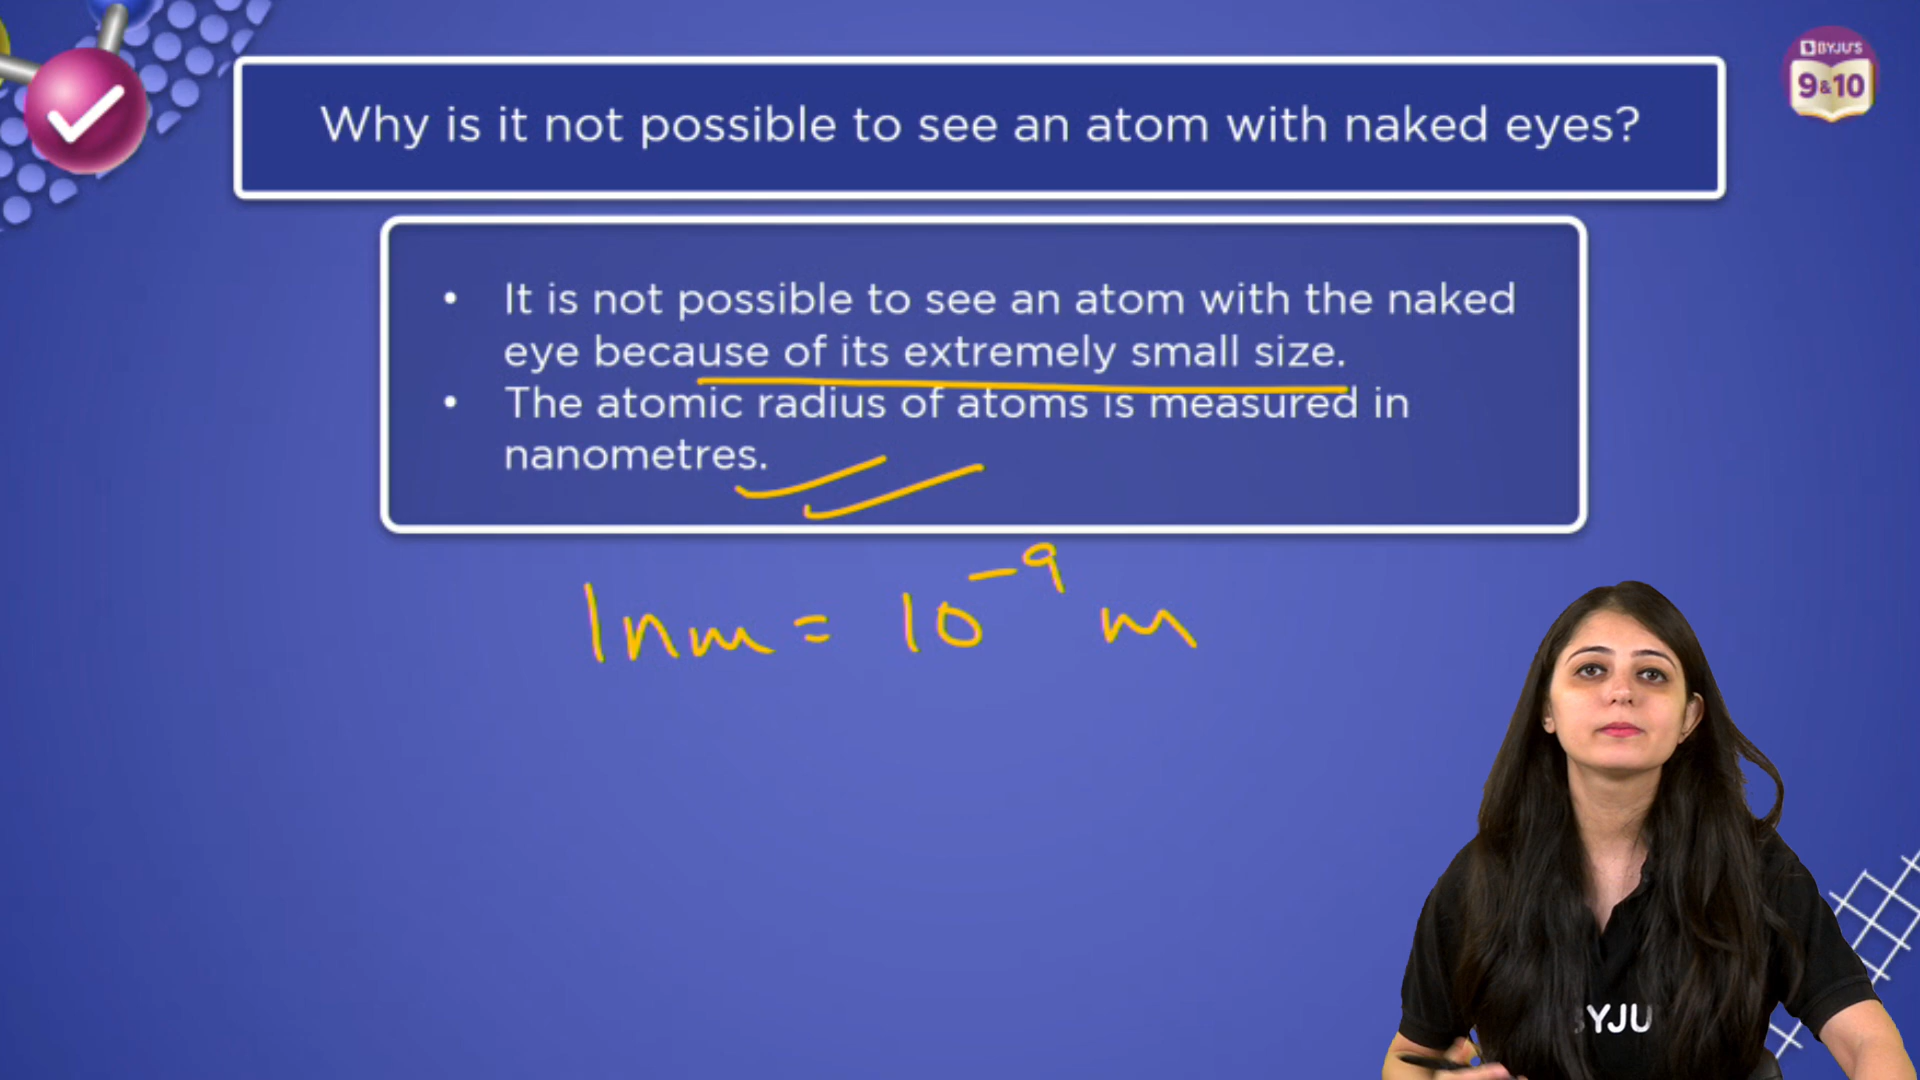 BYJU'S
9&10
Why is it not possible to see an atom with naked eyes?
• It is not possible to see an atom with the naked
eye because of its extremely small size.
• The atomic radius of atoms is measured in
nanometres.
1nm = 10⁻⁹ m
BYJU